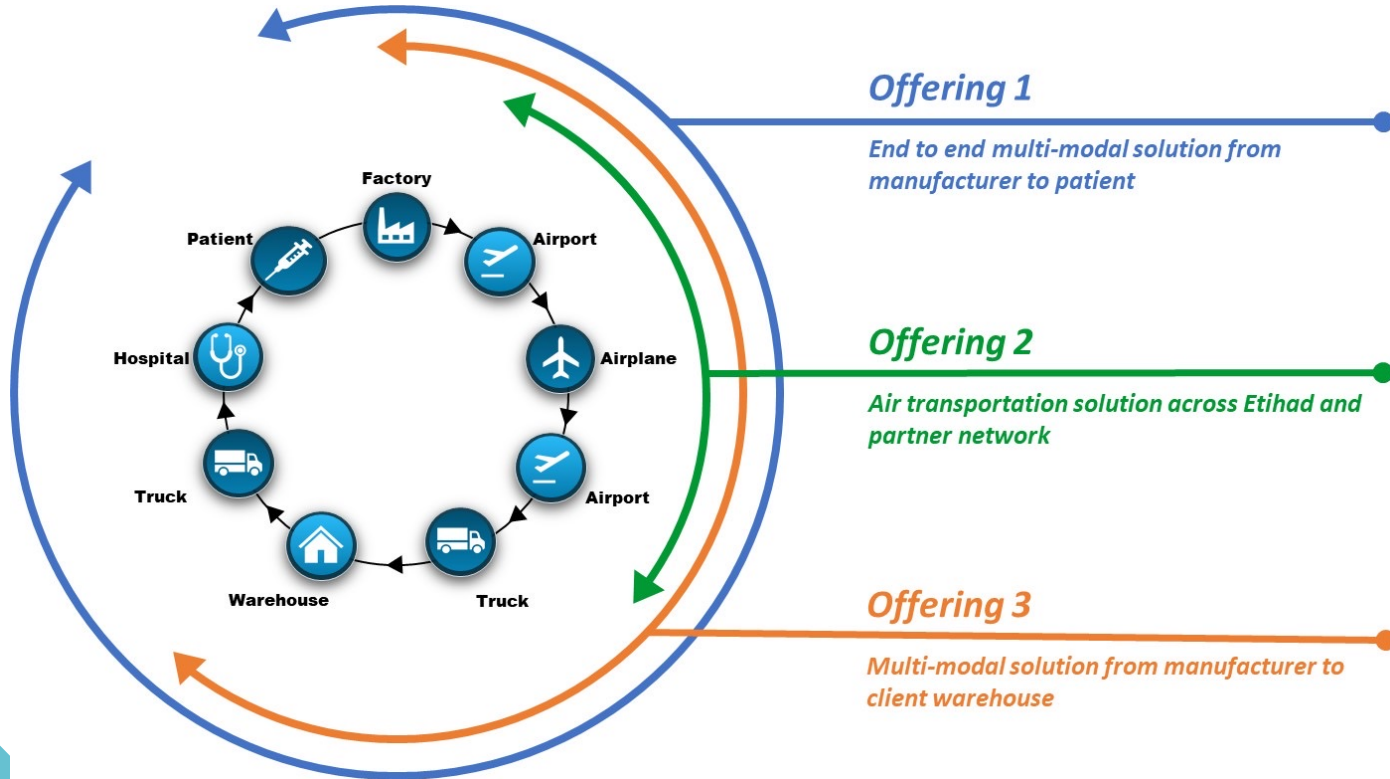 Factory
Airport
Airplane
Airport
Truck
Warehouse
Truck
Hospital
Patient
Offering 1
End to end multi-modal solution from
manufacturer to patient
Offering 2
Air transportation solution across Etihad and
partner network
Offering 3
Multi-modal solution from manufacturer to
client warehouse